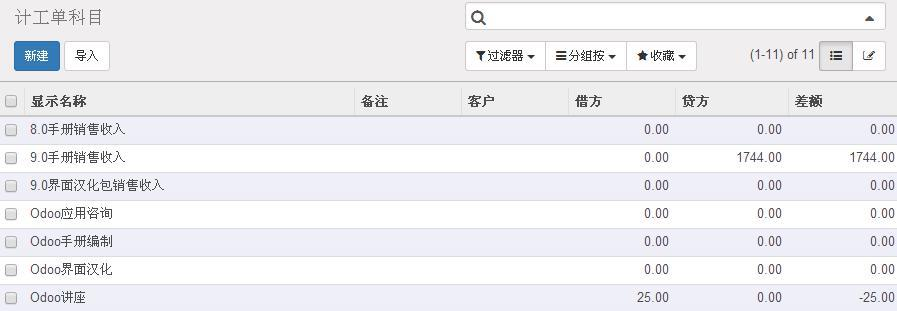 计工单科目
新建 导入 过滤器 分组按 收藏 (1-11) of 11
显示名称 备注 客户 借方 贷方 差额
8.0手册销售收入 0.00 0.00 0.00
9.0手册销售收入 0.00 1744.00 1744.00
9.0界面汉化包销售收入 0.00 0.00 0.00
Odoo应用咨询 0.00 0.00 0.00
Odoo手册编制 0.00 0.00 0.00
Odoo界面汉化 0.00 0.00 0.00
Odoo讲座 25.00 0.00 -25.00